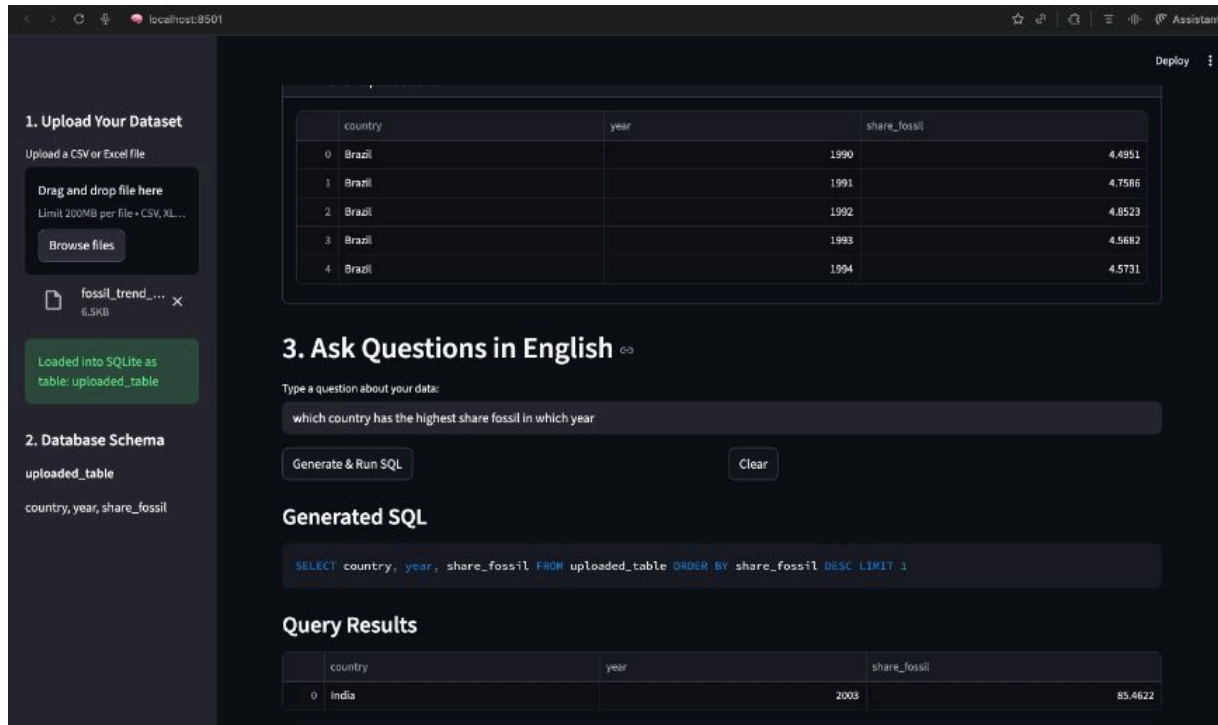 localhost:8501
Assistant
Deploy
1. Upload Your Dataset
Upload a CSV or Excel file
Drag and drop file here
Limit 200MB per file • CSV, XL...
Browse files
fossil_trend_...
6.5KB
Loaded into SQLite as
table: uploaded_table
2. Database Schema
uploaded_table
country, year, share_fossil
country year share_fossil
0 Brazil 1990 4.4951
1 Brazil 1991 4.7586
2 Brazil 1992 4.8523
3 Brazil 1993 4.5682
4 Brazil 1994 4.5731
3. Ask Questions in English
Type a question about your data:
which country has the highest share fossil in which year
Generate & Run SQL Clear
Generated SQL
SELECT country, year, share_fossil FROM uploaded_table ORDER BY share_fossil DESC LIMIT 1
Query Results
country year share_fossil
0 India 2003 85.4622